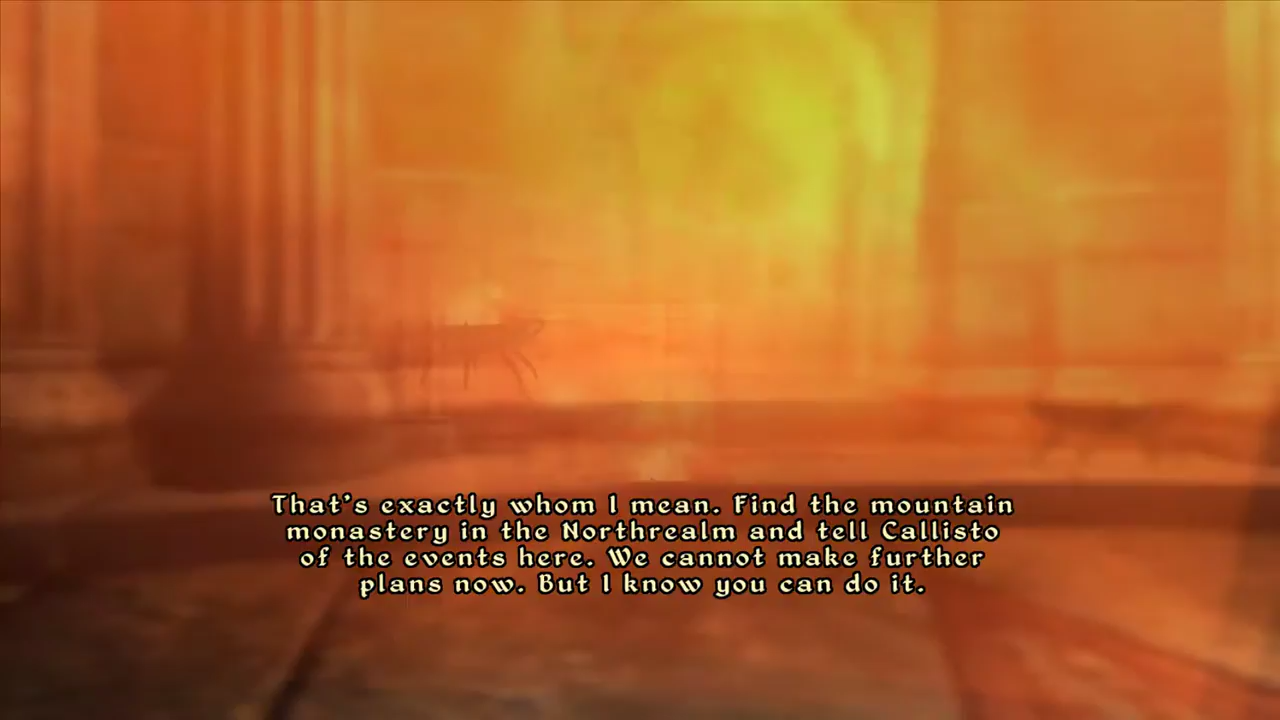 That's exactly whom I mean. Find the mountain
monastery in the Northrealm and tell Callisto
of the events here. We cannot make further
plans now. But I know you can do it.